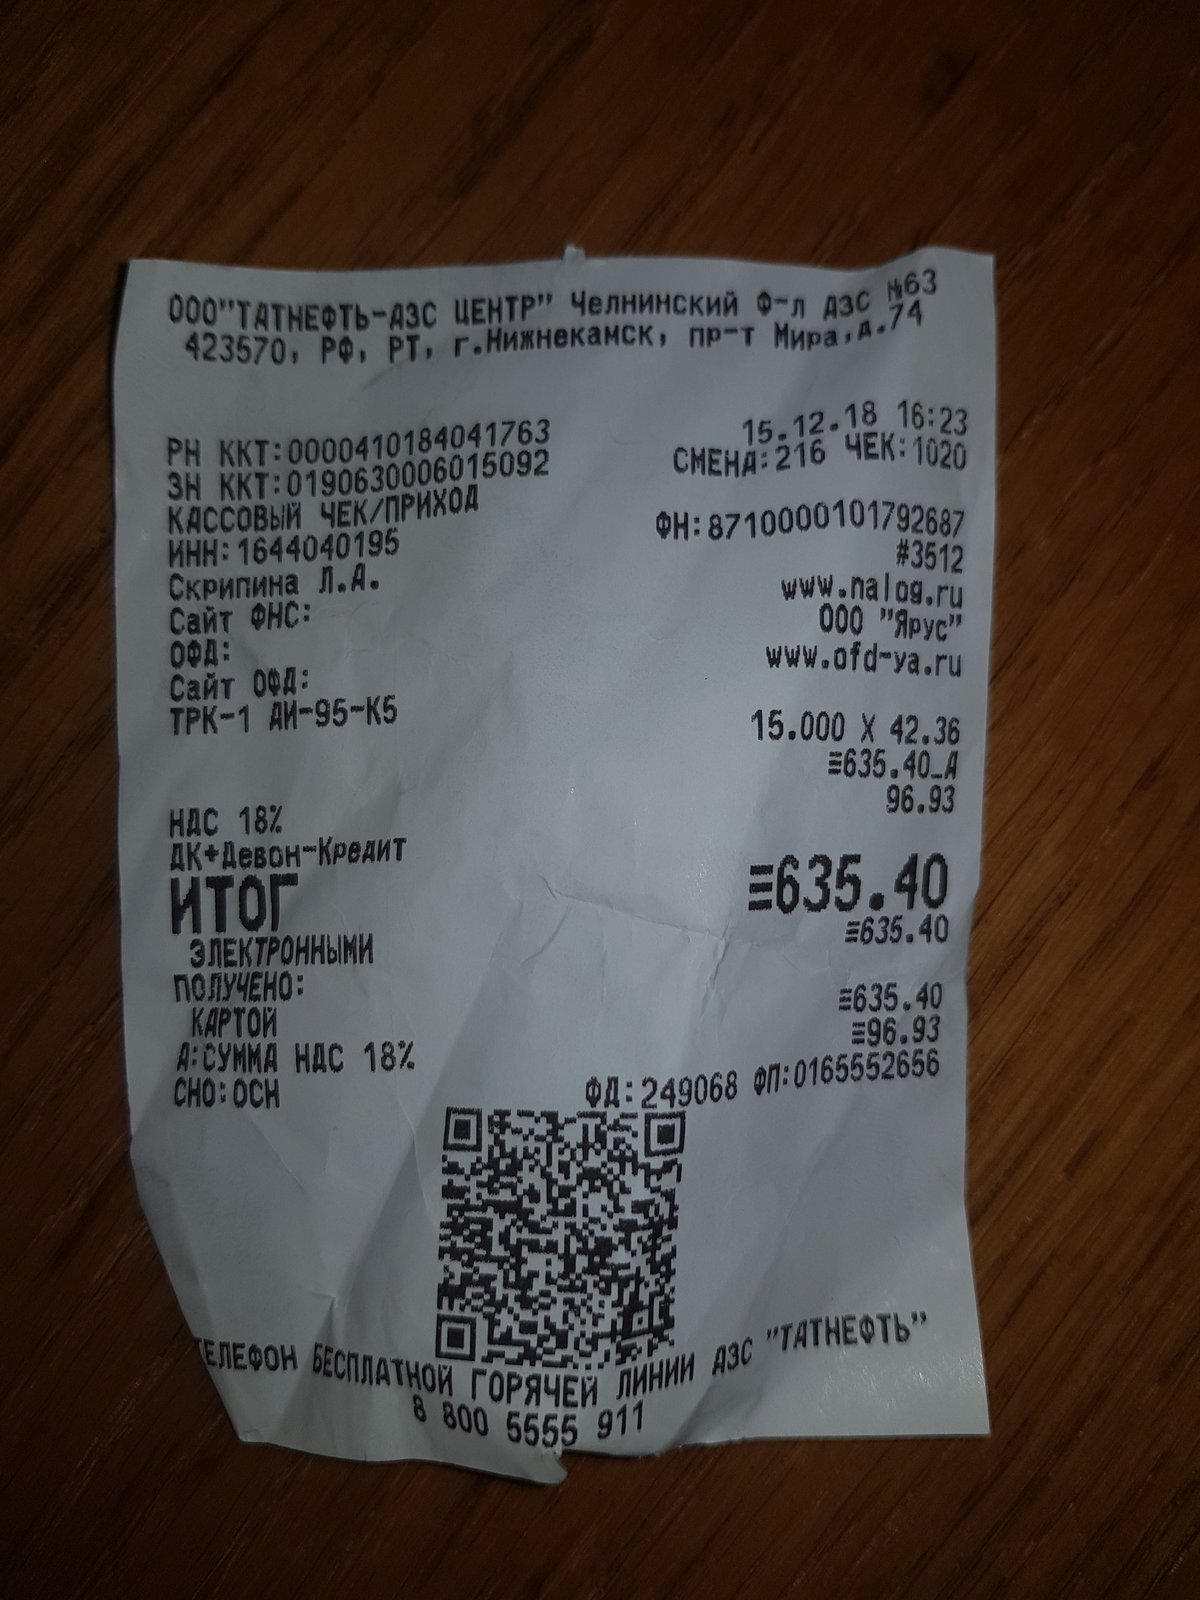 ООО"ТАТНЕФТЬ-АЗС ЦЕНТР" Челнинский Ф-л АЗС №63
423570, РФ, РТ, г.Нижнекамск, пр-т Мира,д.74
15.12.18 16:23
РН ККТ:0000410184041763 СМЕНА:216 ЧЕК:1020
ЗН ККТ:0190630006015092
КАССОВЫЙ ЧЕК/ПРИХОД ФН:8710000101792687
ИНН:1644040195 #3512
Скрипина Л.А. www.nalog.ru
Сайт ФНС: ООО "Ярус"
ОФД: www.ofd-ya.ru
Сайт ОФД:
ТРК-1 АИ-95-К5 15.000 X 42.36
≡635.40_А
НДС 18% 96.93
ДК+Девон-Кредит
ИТОГ ≡635.40
ЭЛЕКТРОННЫМИ ≡635.40
ПОЛУЧЕНО:
КАРТОЙ ≡635.40
А:СУММА НДС 18% ≡96.93
СНО:ОСН ФД:249068 ФП:0165552656
ТЕЛЕФОН БЕСПЛАТНОЙ ГОРЯЧЕЙ ЛИНИИ АЗС "ТАТНЕФТЬ"
8 800 5555 911